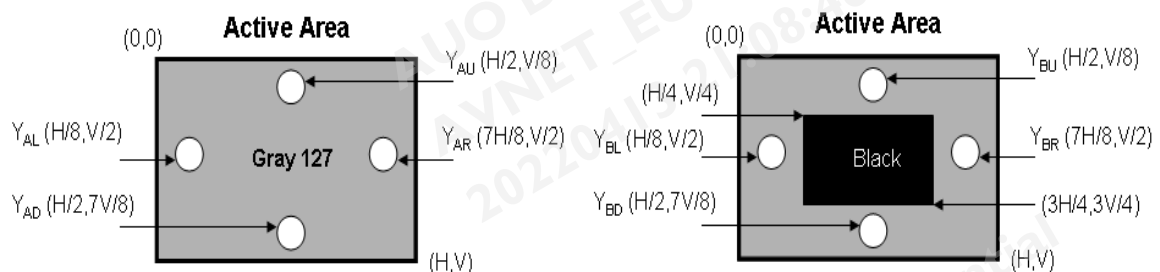 Active Area
(0,0)
Y_AU (H/2,V/8)
Y_AL (H/8,V/2)
Gray 127
Y_AR (7H/8,V/2)
Y_AD (H/2,7V/8)
(H,V)
Active Area
(0,0)
Y_BU (H/2,V/8)
(H/4,V/4)
Y_BL (H/8,V/2)
Black
Y_BR (7H/8,V/2)
Y_BD (H/2,7V/8)
(3H/4,3V/4)
(H,V)
AUO
AVNET_EU